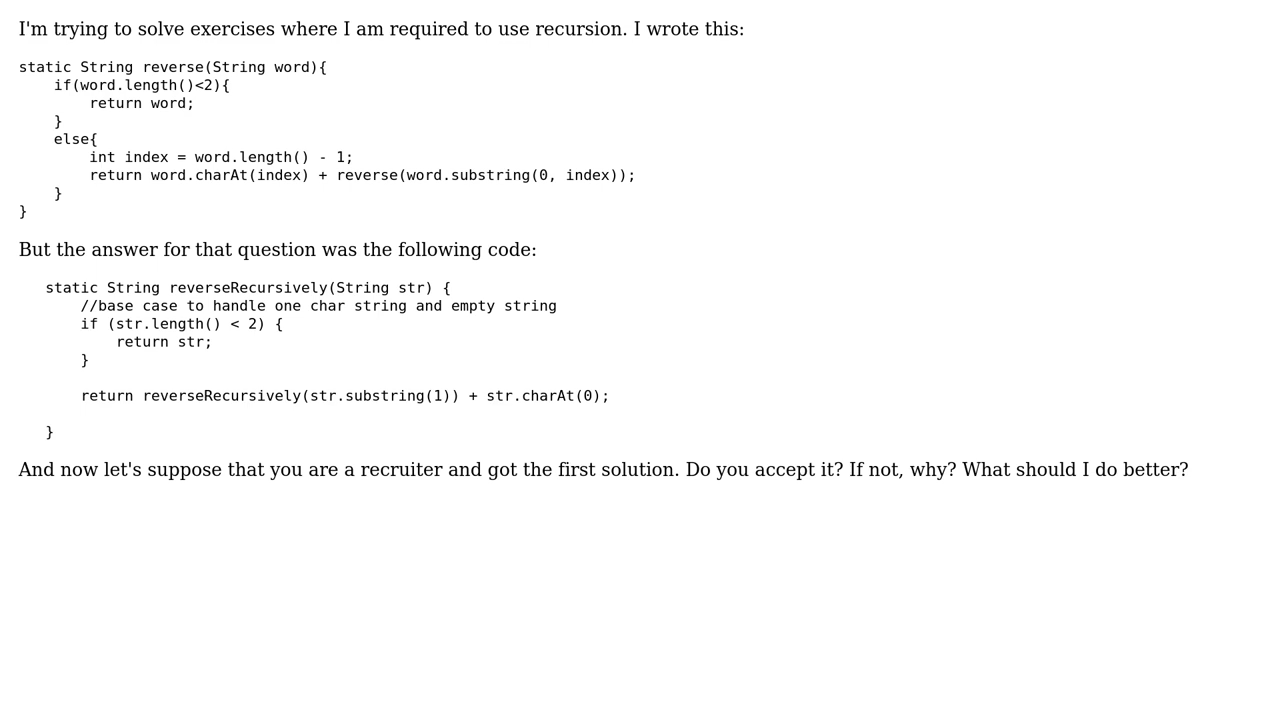 I'm trying to solve exercises where I am required to use recursion. I wrote this:
static String reverse(String word){
    if(word.length()<2){
        return word;
    }
    else{
        int index = word.length() - 1;
        return word.charAt(index) + reverse(word.substring(0, index));
    }
}
But the answer for that question was the following code:
   static String reverseRecursively(String str) {
       //base case to handle one char string and empty string
       if (str.length() < 2) {
           return str;
       }
       return reverseRecursively(str.substring(1)) + str.charAt(0);
   }
And now let's suppose that you are a recruiter and got the first solution. Do you accept it? If not, why? What should I do better?